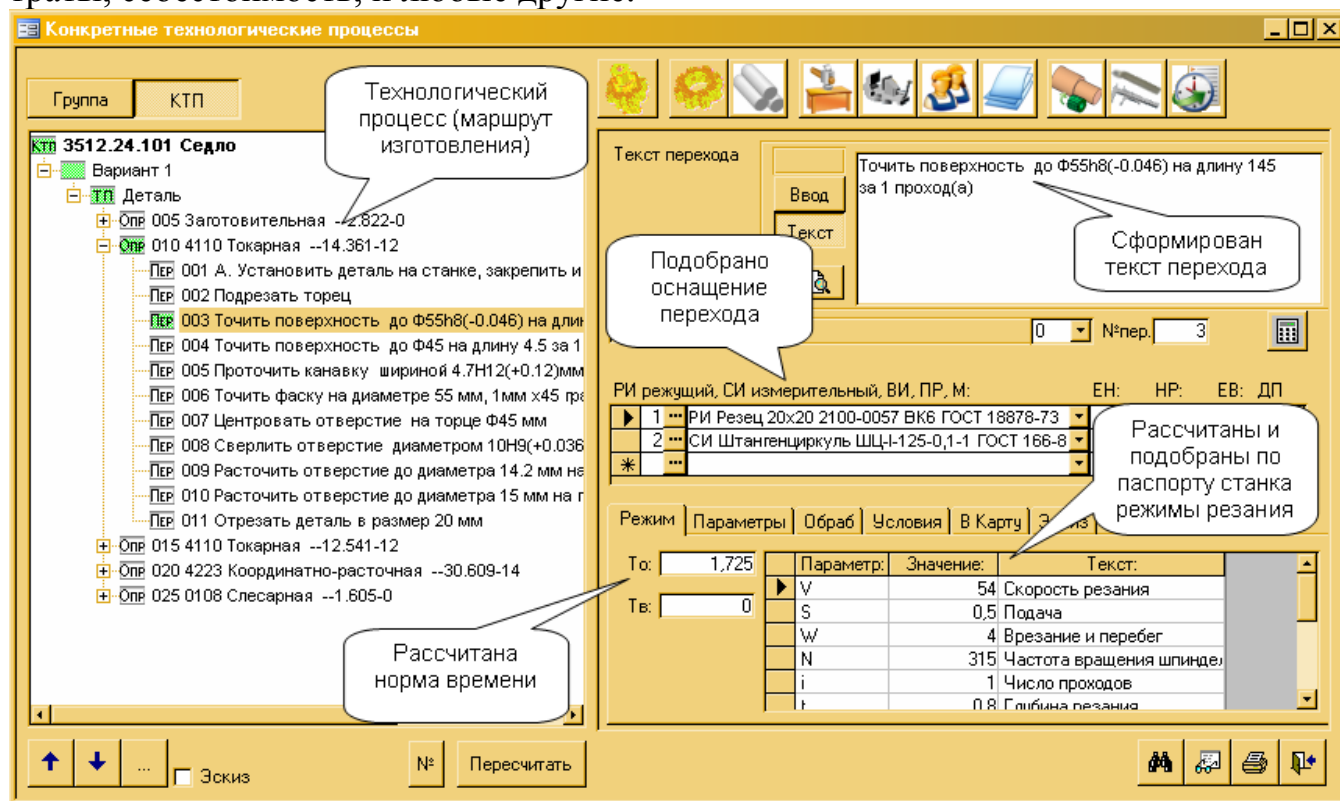 Конкретные технологические процессы
Группа
КТП
Технологический
процесс (маршрут
изготовления)
Ктп 3512.24.101 Седло
Вариант 1
ТП Деталь
Опр 005 Заготовительная --2.822-0
Опр 010 4110 Токарная --14.361-12
Пер 001 А. Установить деталь на станке, закрепить и
Пер 002 Подрезать торец
Пер 003 Точить поверхность до Ф55h8(-0.046) на длин
Пер 004 Точить поверхность до Ф45 на длину 4.5 за 1
Пер 005 Проточить канавку шириной 4.7Н12(+0.12)мм
Пер 006 Точить фаску на диаметре 55 мм, 1мм х45 гра
Пер 007 Центровать отверстие на торце Ф45 мм
Пер 008 Сверлить отверстие диаметром 10Н9(+0.036
Пер 009 Расточить отверстие до диаметра 14.2 мм на
Пер 010 Расточить отверстие до диаметра 15 мм на г
Пер 011 Отрезать деталь в размер 20 мм
Опр 015 4110 Токарная --12.541-12
Опр 020 4223 Координатно-расточная --30.609-14
Опр 025 0108 Слесарная --1.605-0
Рассчитана
норма времени
... Эскиз
№ Пересчитать
Текст перехода
Ввод
Текст
Точить поверхность до Ф55h8(-0.046) на длину 145
за 1 проход(а)
Сформирован
текст перехода
Подобрано
оснащение
перехода
0 №пер. 3
РИ режущий, СИ измерительный, ВИ, ПР, М: ЕН: НР: ЕВ: ДП
1 ... РИ Резец 20х20 2100-0057 ВК6 ГОСТ 18878-73
2 ... СИ Штангенциркуль ШЦ-I-125-0,1-1 ГОСТ 166-8
* ...
Рассчитаны и
подобраны по
паспорту станка
режимы резания
Режим Параметры Обраб Условия В Карту
То: 1,725
Тв: 0
Параметр: Значение: Текст:
V 54 Скорость резания
S 0,5 Подача
W 4 Врезание и перебег
N 315 Частота вращения шпинде
i 1 Число проходов
t 0,8 Глубина резания